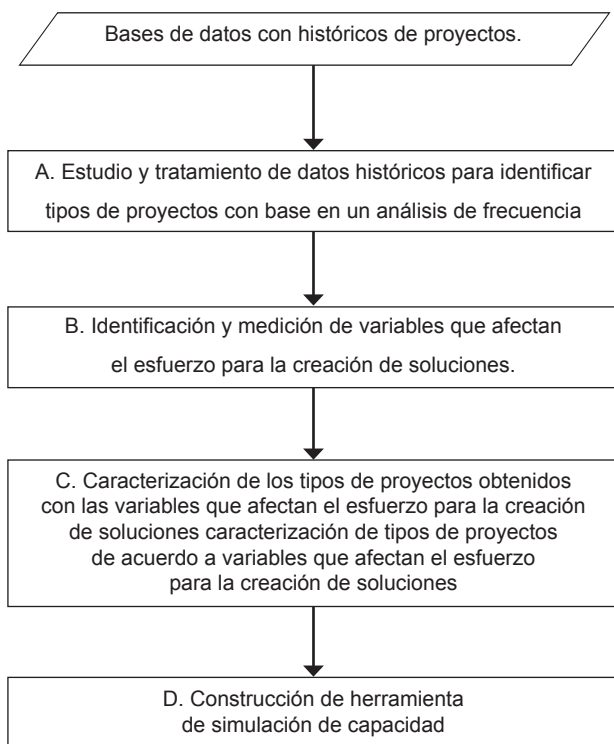 Bases de datos con históricos de proyectos.
A. Estudio y tratamiento de datos históricos para identificar
tipos de proyectos con base en un análisis de frecuencia
B. Identificación y medición de variables que afectan
el esfuerzo para la creación de soluciones.
C. Caracterización de los tipos de proyectos obtenidos
con las variables que afectan el esfuerzo para la creación
de soluciones caracterización de tipos de proyectos
de acuerdo a variables que afectan el esfuerzo
para la creación de soluciones
D. Construcción de herramienta
de simulación de capacidad